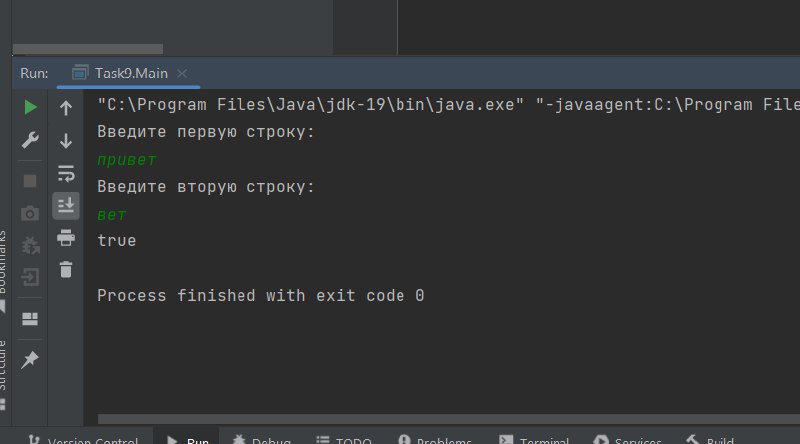 Run: Task9.Main
"C:\Program Files\Java\jdk-19\bin\java.exe" "-javaagent:C:\Program File
Введите первую строку:
привет
Введите вторую строку:
вет
true
Process finished with exit code 0
Bookmarks
Structure
Version Control Run Debug TODO Problems Terminal Services Build